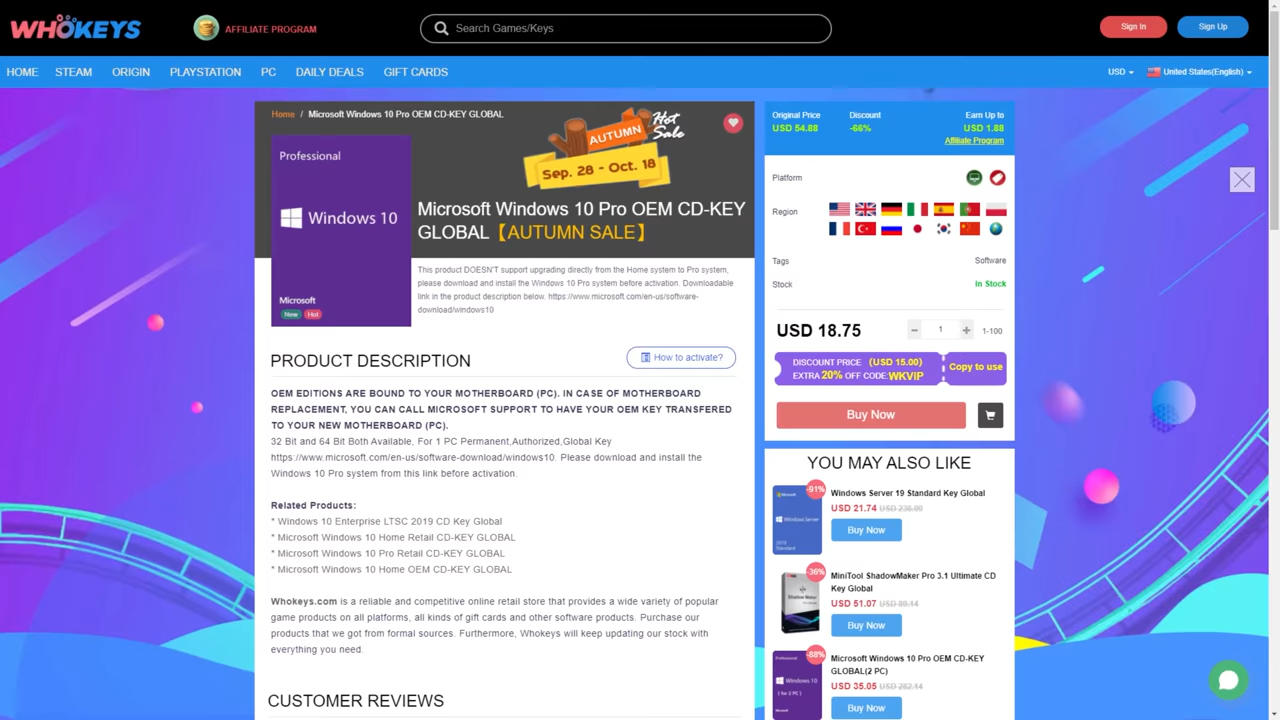 WHOKEYS
AFFILIATE PROGRAM
Search Games/Keys
Sign In
Sign Up
HOME
STEAM
ORIGIN
PLAYSTATION
PC
DAILY DEALS
GIFT CARDS
USD
United States(English)
Home / Microsoft Windows 10 Pro OEM CD-KEY GLOBAL
AUTUMN
Hot
Sale
Sep. 28 - Oct. 18
Professional
Windows 10
Microsoft
New
Hot
Microsoft Windows 10 Pro OEM CD-KEY
GLOBAL【AUTUMN SALE】
This product DOESN'T support upgrading directly from the Home system to Pro system,
please download and install the Windows 10 Pro system before activation. Downloadable
link in the product description below. https://www.microsoft.com/en-us/software-
download/windows10
PRODUCT DESCRIPTION
How to activate?
OEM EDITIONS ARE BOUND TO YOUR MOTHERBOARD (PC). IN CASE OF MOTHERBOARD
REPLACEMENT, YOU CAN CALL MICROSOFT SUPPORT TO HAVE YOUR OEM KEY TRANSFERED
TO YOUR NEW MOTHERBOARD (PC).
32 Bit and 64 Bit Both Available, For 1 PC Permanent,Authorized,Global Key
https://www.microsoft.com/en-us/software-download/windows10. Please download and install the
Windows 10 Pro system from this link before activation.
Related Products:
* Windows 10 Enterprise LTSC 2019 CD Key Global
* Microsoft Windows 10 Home Retail CD-KEY GLOBAL
* Microsoft Windows 10 Pro Retail CD-KEY GLOBAL
* Microsoft Windows 10 Home OEM CD-KEY GLOBAL
Whokeys.com is a reliable and competitive online retail store that provides a wide variety of popular
game products on all platforms, all kinds of gift cards and other software products. Purchase our
products that we got from formal sources. Furthermore, Whokeys will keep updating our stock with
everything you need.
CUSTOMER REVIEWS
Original Price
Discount
Earn Up to
USD 54.88
-66%
USD 1.88
Affiliate Program
Platform
Region
Tags
Software
Stock
In Stock
USD 18.75
- 1 +
1-100
DISCOUNT PRICE (USD 15.00)
EXTRA 20% OFF CODE:WKVIP
Copy to use
Buy Now
YOU MAY ALSO LIKE
-91%
Microsoft
Windows Server
2019
Standard
Windows Server 19 Standard Key Global
USD 21.74 USD 236.00
Buy Now
-36%
MiniTool ShadowMaker Pro 3.1 Ultimate CD
Key Global
USD 51.07 USD 80.14
Buy Now
-88%
Professional
Windows 10
( for 2 PC )
Microsoft
Microsoft Windows 10 Pro OEM CD-KEY
GLOBAL(2 PC)
USD 35.05 USD 282.14
Buy Now